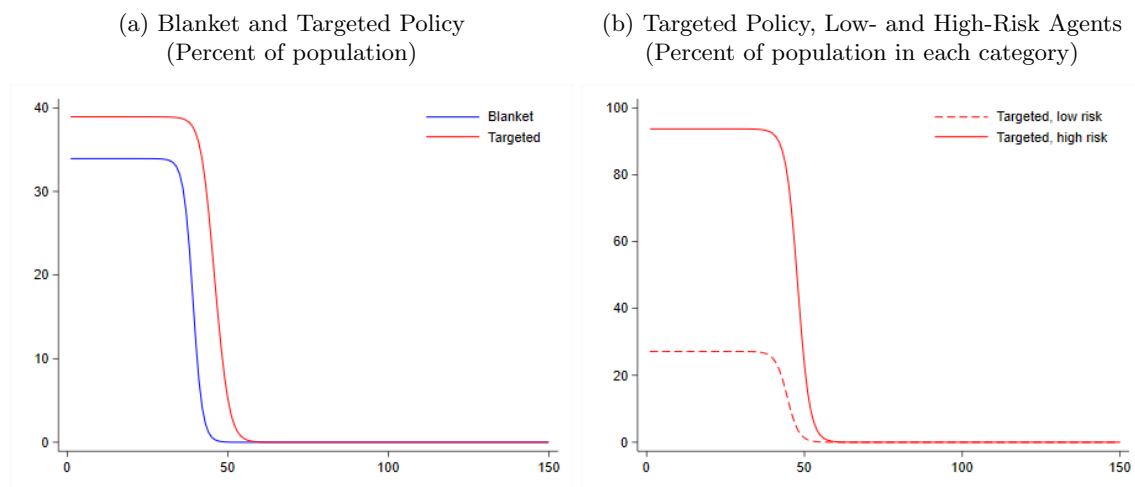 (a) Blanket and Targeted Policy
(Percent of population)
40
30
20
10
0
0
50
100
150
Blanket
Targeted
(b) Targeted Policy, Low- and High-Risk Agents
(Percent of population in each category)
100
80
60
40
20
0
0
50
100
150
Targeted, low risk
Targeted, high risk